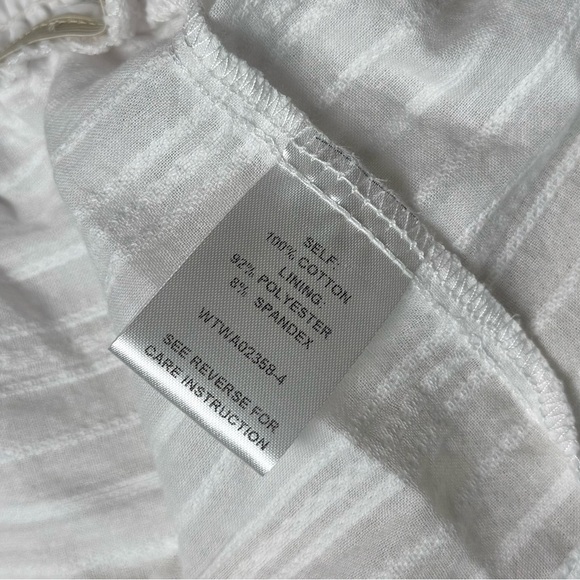 SELF:
100% COTTON
LINING:
92% POLYESTER
8% SPANDEX
WTWA02358-4
SEE REVERSE FOR
CARE INSTRUCTION